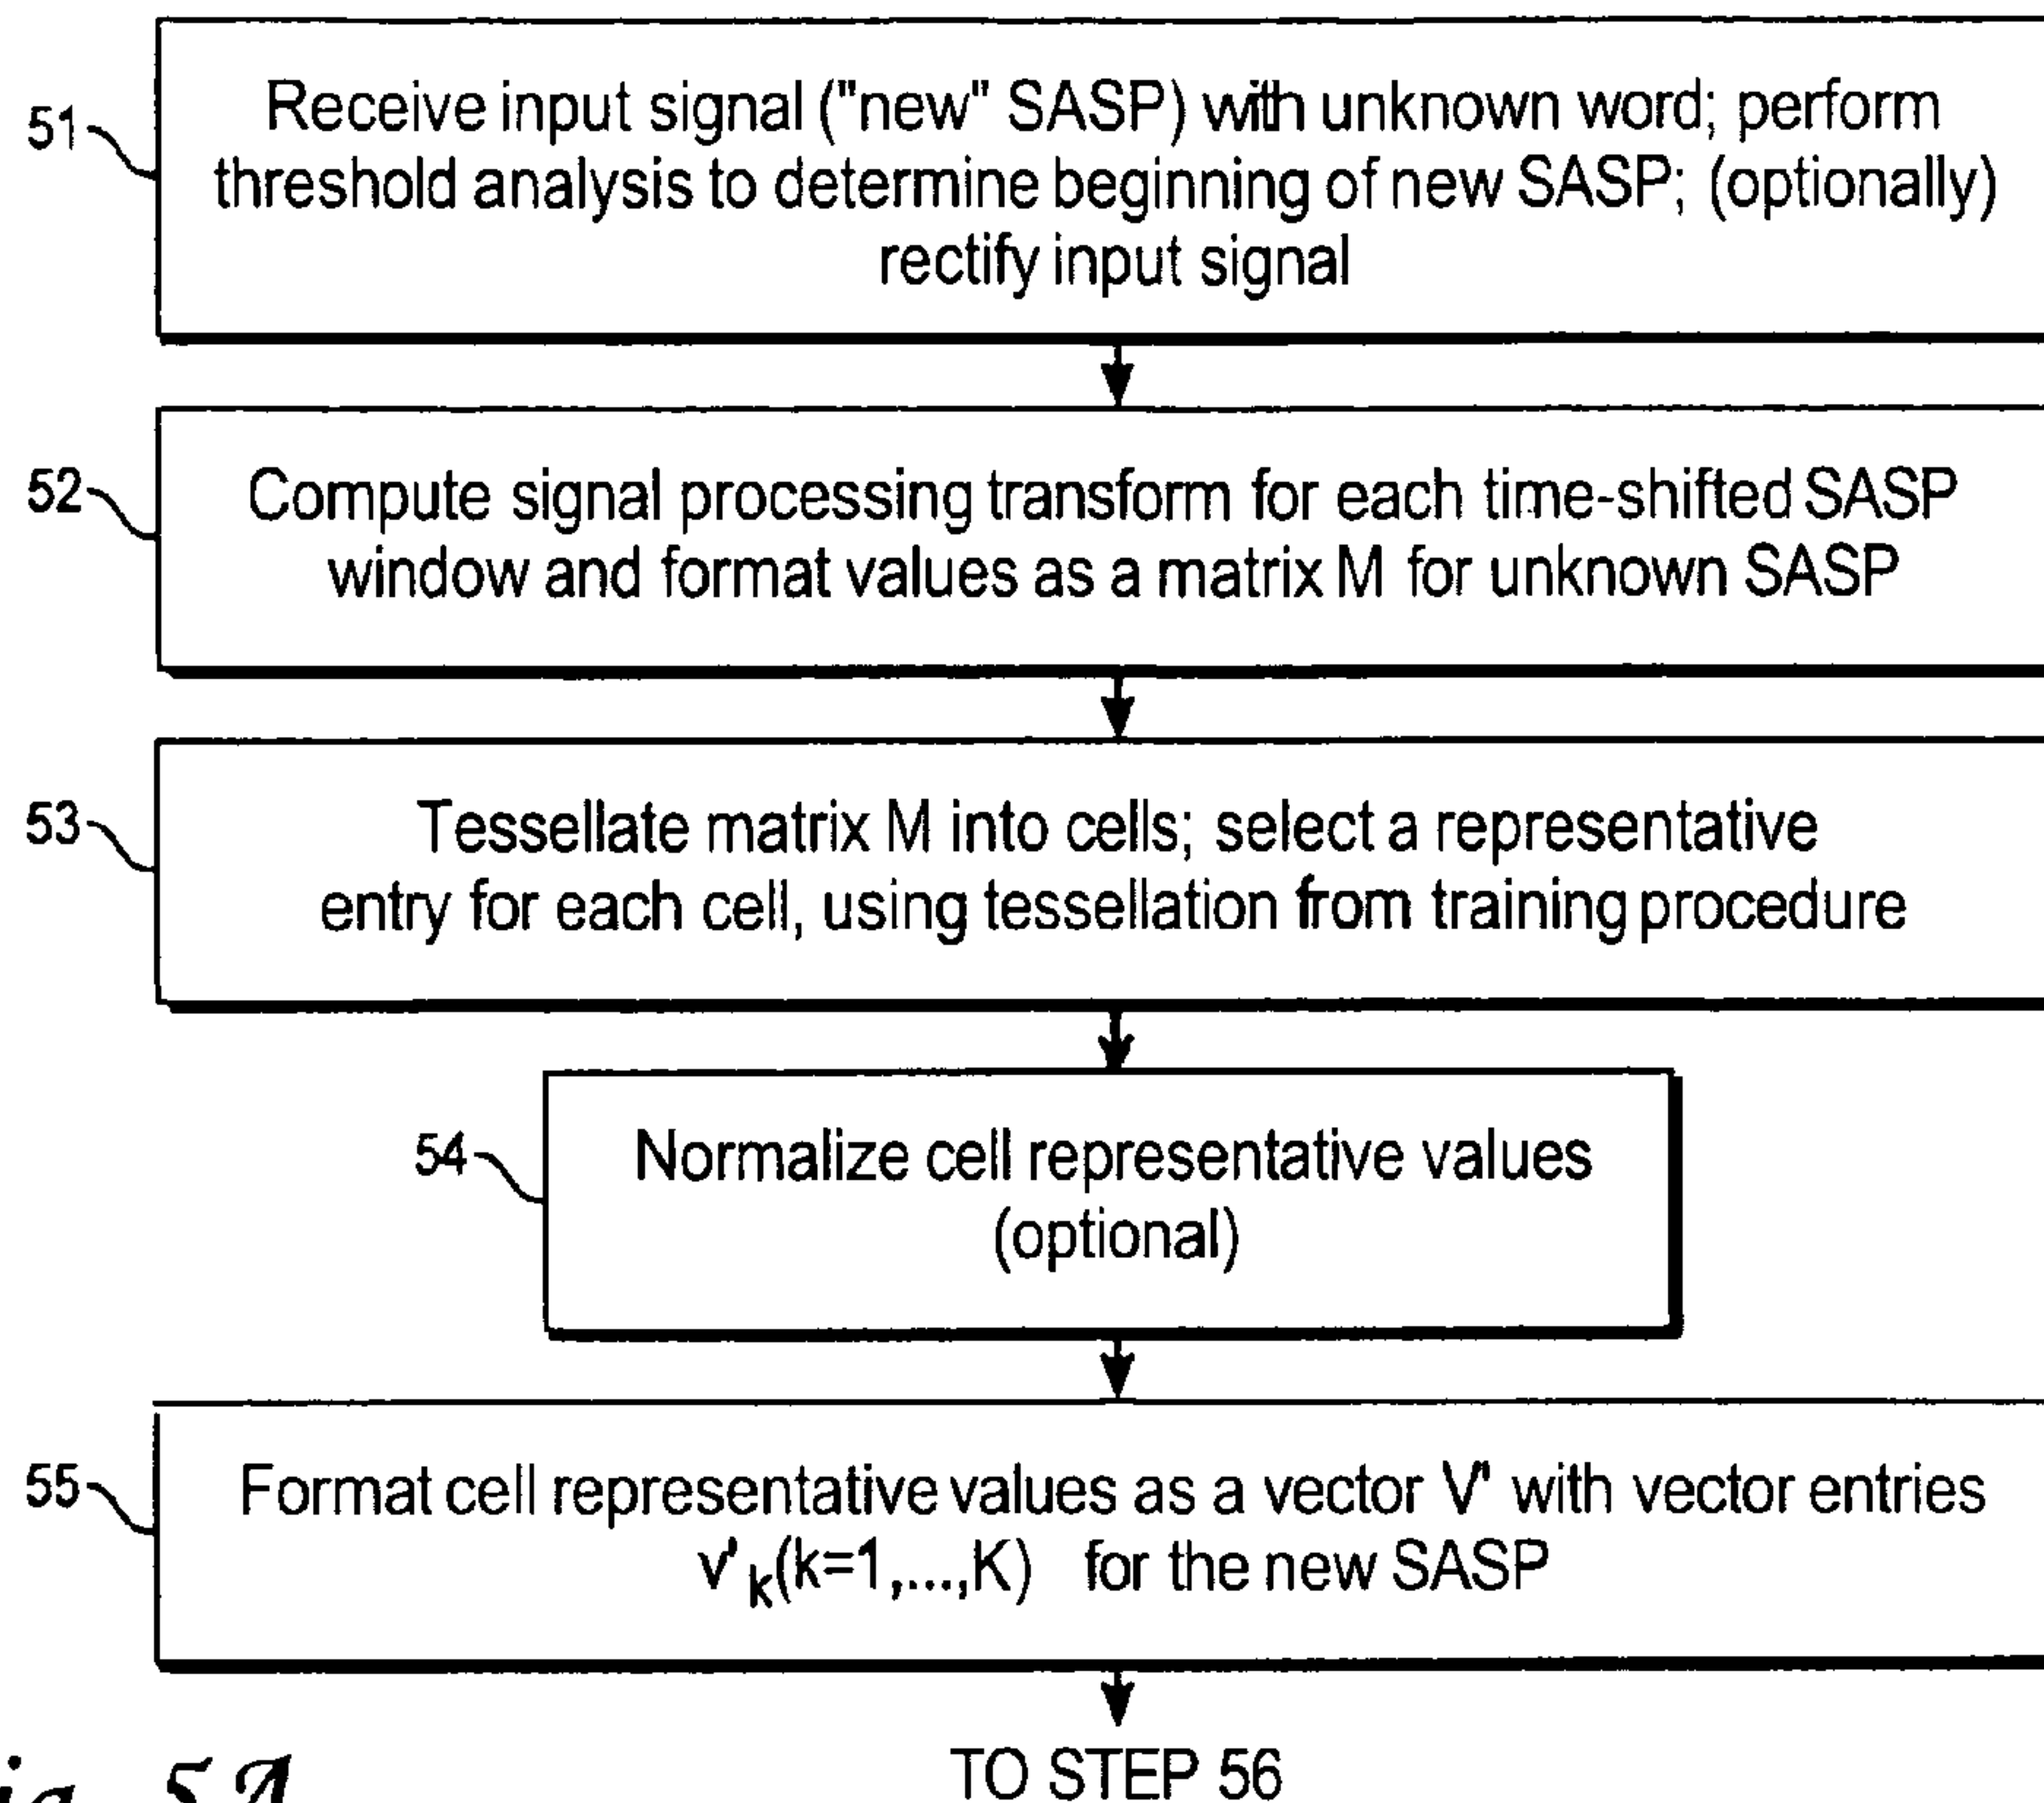 51
Receive input signal ("new" SASP) with unknown word; perform
threshold analysis to determine beginning of new SASP; (optionally)
rectify input signal
52
Compute signal processing transform for each time-shifted SASP
window and format values as a matrix M for unknown SASP
53
Tessellate matrix M into cells; select a representative
entry for each cell, using tessellation from training procedure
54
Normalize cell representative values
(optional)
55
Format cell representative values as a vector V' with vector entries
v'k(k=1,...,K) for the new SASP
TO STEP 56
5A